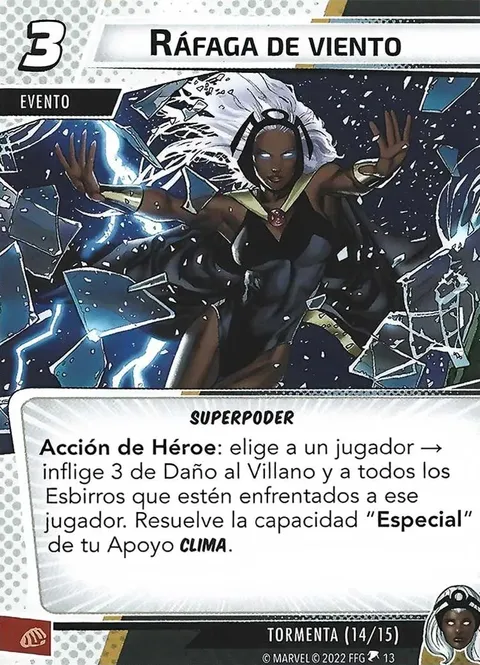 3
RÁFAGA DE VIENTO
EVENTO
SUPERPODER
Acción de Héroe: elige a un jugador →
inflige 3 de Daño al Villano y a todos los
Esbirros que estén enfrentados a ese
jugador. Resuelve la capacidad “Especial”
de tu Apoyo CLIMA.
TORMENTA (14/15)
© MARVEL © 2022 FFG 13